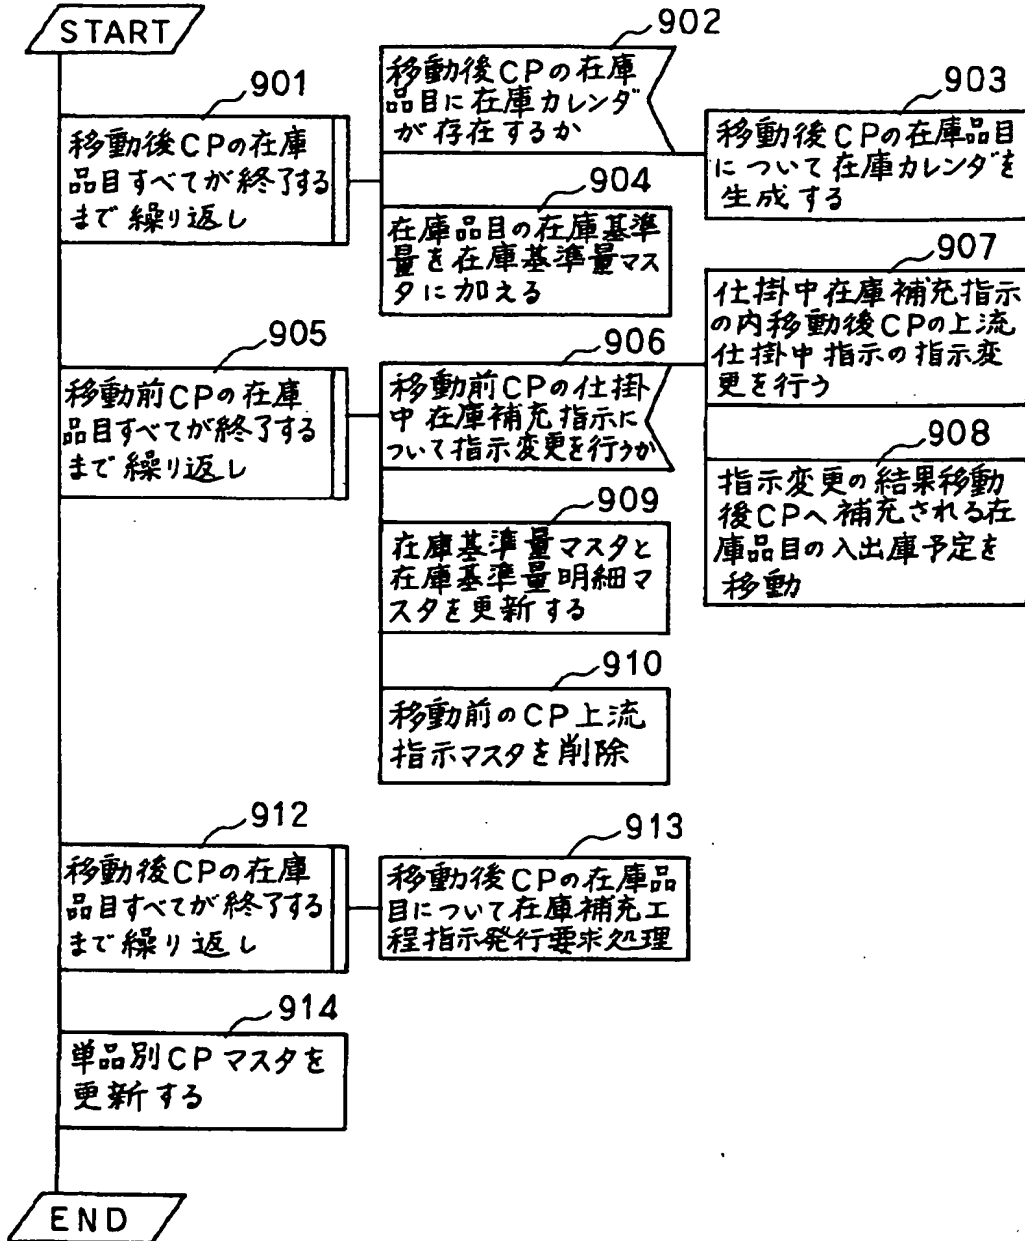 START
901
移動後CPの在庫
品目すべてが終了する
まで繰り返し
902
移動後CPの在庫
品目に在庫カレンダ
が存在するか
903
移動後CPの在庫品目
について在庫カレンダを
生成する
904
在庫品目の在庫基準
量を在庫基準量マス
タに加える
905
移動前CPの在庫
品目すべてが終了する
まで繰り返し
906
移動前CPの仕掛
中在庫補充指示に
ついて指示変更を行うか
907
仕掛中在庫補充指示
の内移動後CPの上流
仕掛中指示の指示変
更を行う
908
指示変更の結果移動
後CPへ補充される在
庫品目の入出庫予定を
移動
909
在庫基準量マスタと
在庫基準量明細マ
スタを更新する
910
移動前のCP上流
指示マスタを削除
912
移動後CPの在庫
品目すべてが終了する
まで繰り返し
913
移動後CPの在庫品
目について在庫補充工
程指示発行要求処理
914
単品別CPマスタを
更新する
END